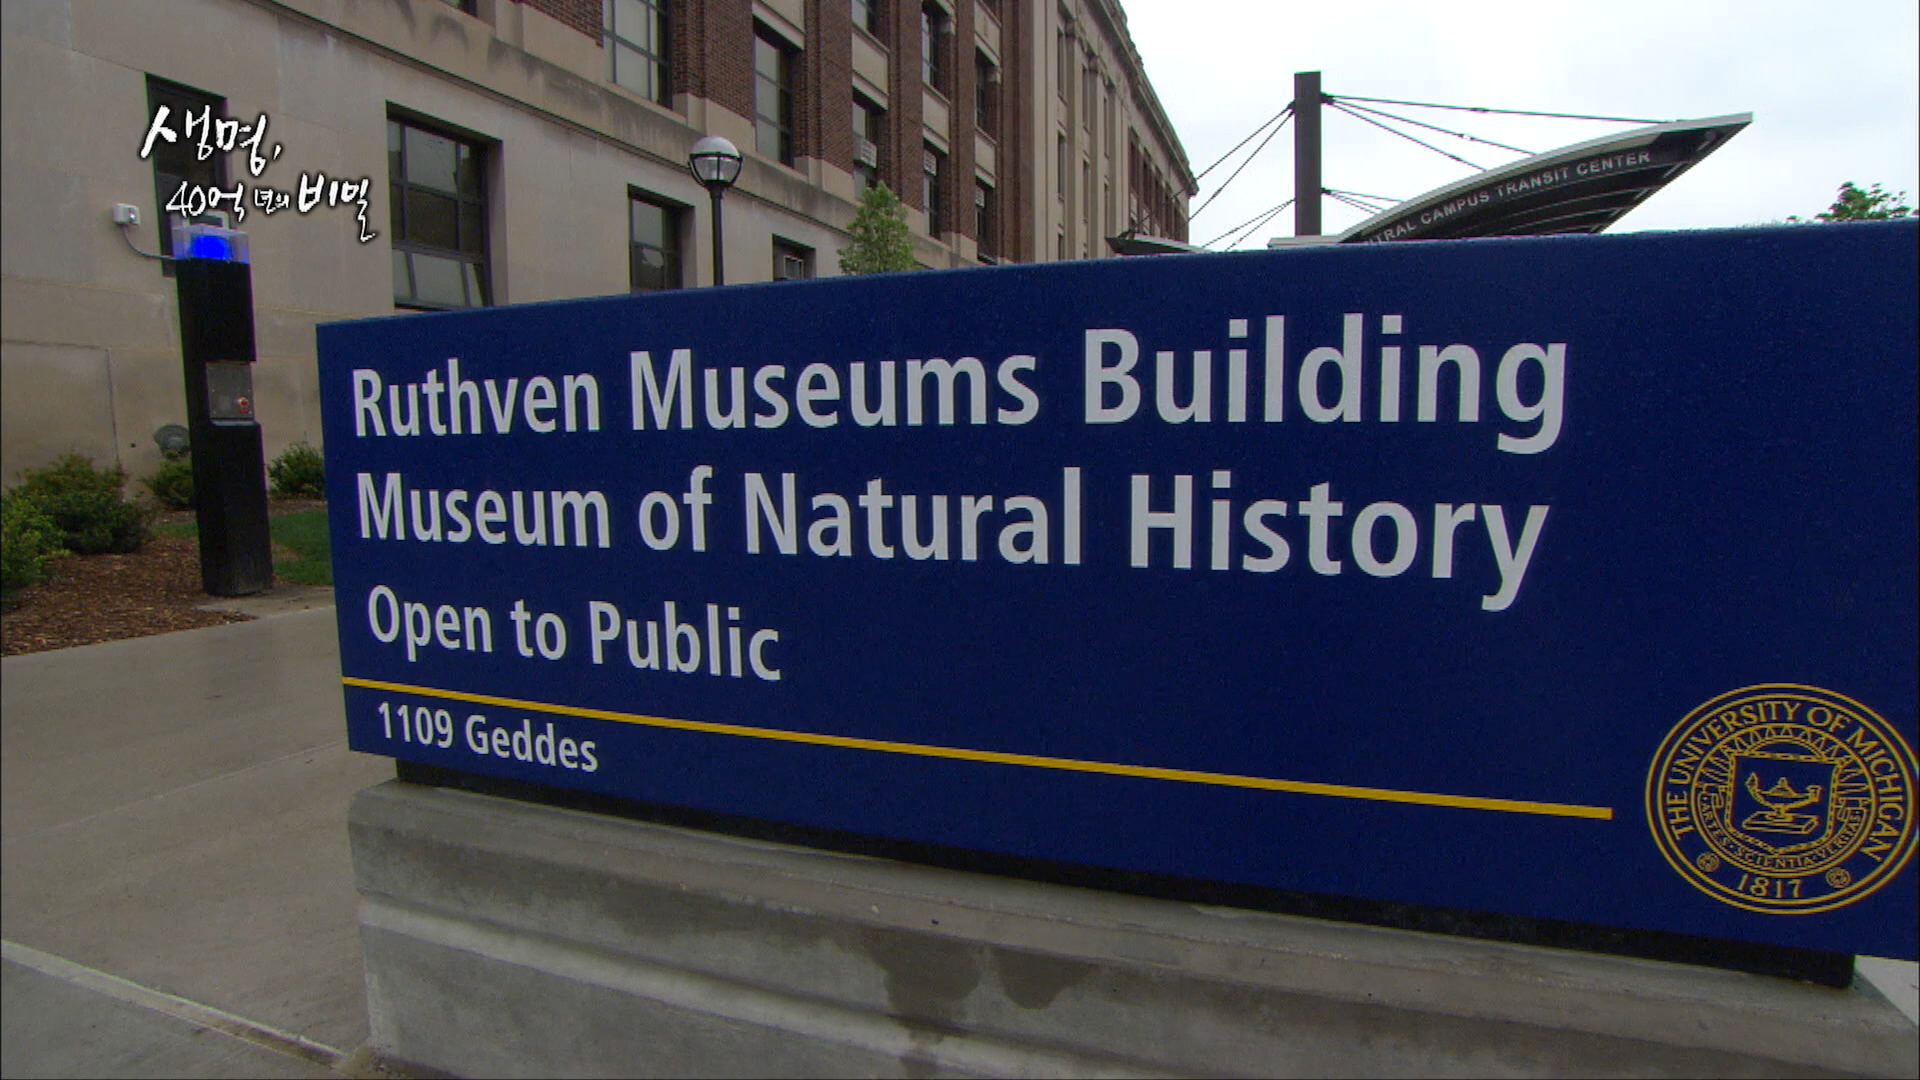 생명,
40억 년의 비밀
CENTRAL CAMPUS TRANSIT CENTER
Ruthven Museums Building
Museum of Natural History
Open to Public
1109 Geddes
THE UNIVERSITY OF MICHIGAN
ARTES · SCIENTIA · VERITAS
1817